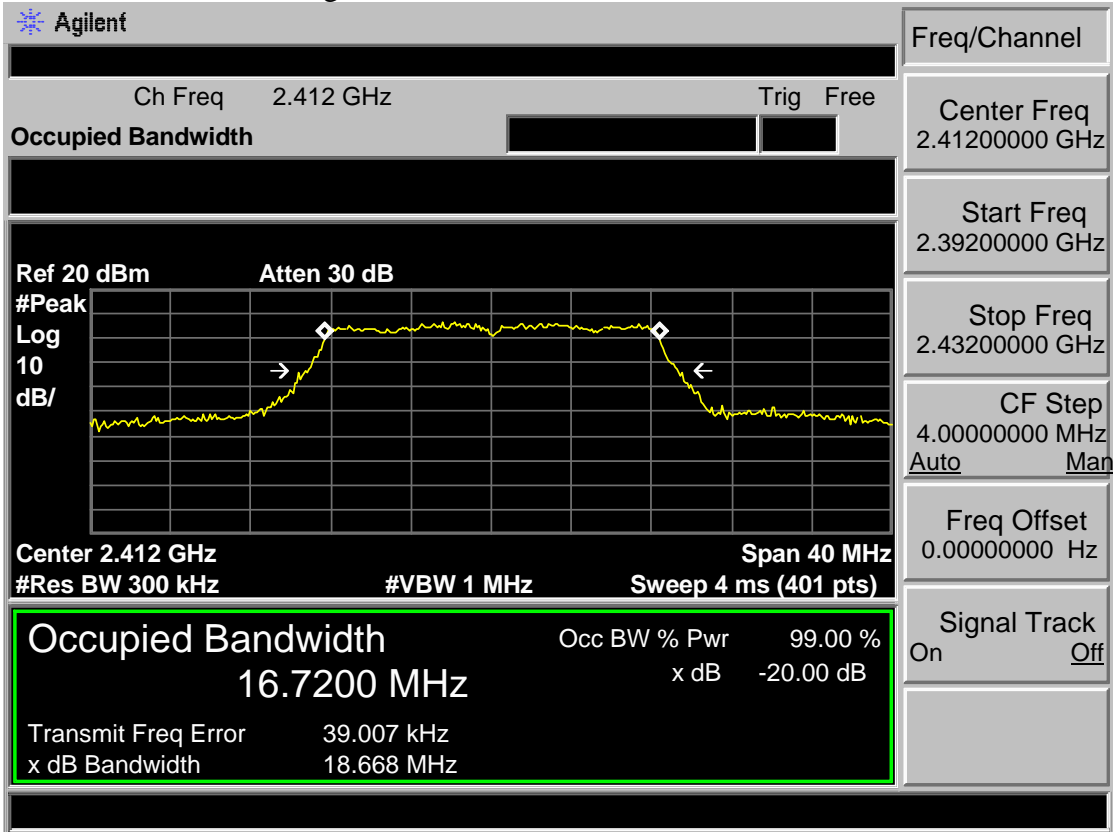 Agilent
Freq/Channel
Ch Freq 2.412 GHz Trig Free
Occupied Bandwidth
Center Freq
2.41200000 GHz
Start Freq
2.39200000 GHz
Stop Freq
2.43200000 GHz
CF Step
4.00000000 MHz
Auto Man
Freq Offset
0.00000000 Hz
Signal Track
On Off
Ref 20 dBm Atten 30 dB
#Peak
Log
10
dB/
Center 2.412 GHz Span 40 MHz
#Res BW 300 kHz #VBW 1 MHz Sweep 4 ms (401 pts)
Occupied Bandwidth Occ BW % Pwr 99.00 %
16.7200 MHz x dB -20.00 dB
Transmit Freq Error 39.007 kHz
x dB Bandwidth 18.668 MHz